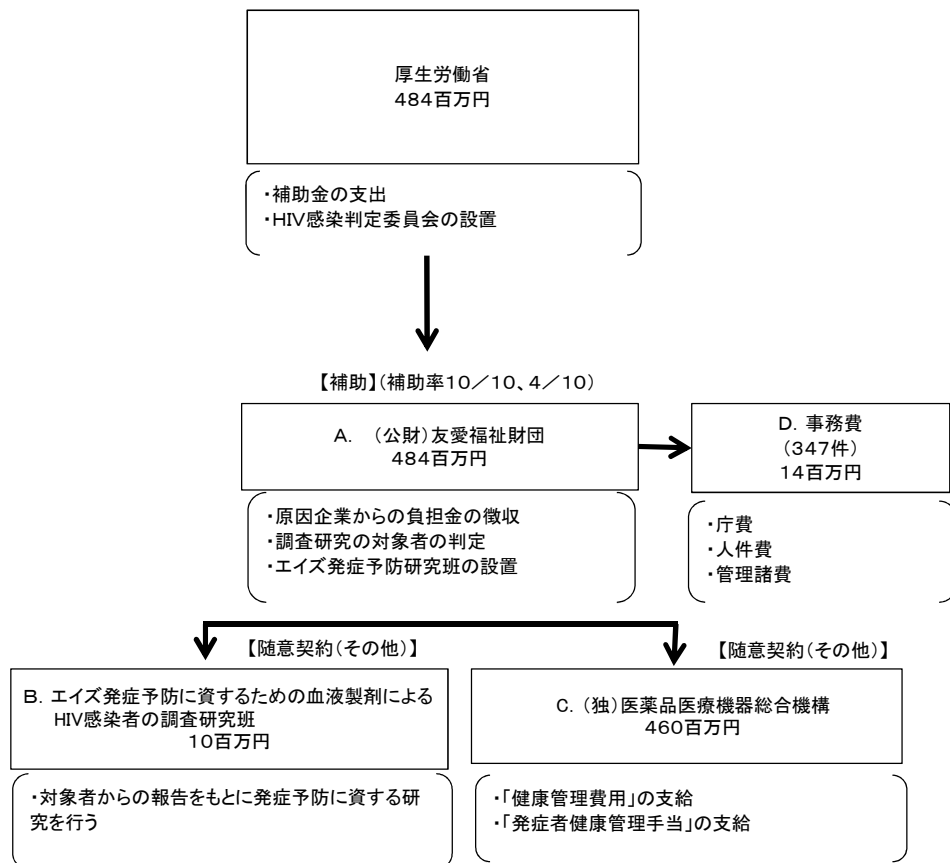 厚生労働省
484百万円
・補助金の支出
・HIV感染判定委員会の設置
【補助】(補助率10／10、4／10)
A.　(公財)友愛福祉財団
484百万円
D. 事務費
(347件)
14百万円
・原因企業からの負担金の徴収
・調査研究の対象者の判定
・エイズ発症予防研究班の設置
・庁費
・人件費
・管理諸費
【随意契約(その他)】
【随意契約(その他)】
B. エイズ発症予防に資するための血液製剤による
HIV感染者の調査研究班
10百万円
C. (独)医薬品医療機器総合機構
460百万円
・対象者からの報告をもとに発症予防に資する研
究を行う
・「健康管理費用」の支給
・「発症者健康管理手当」の支給